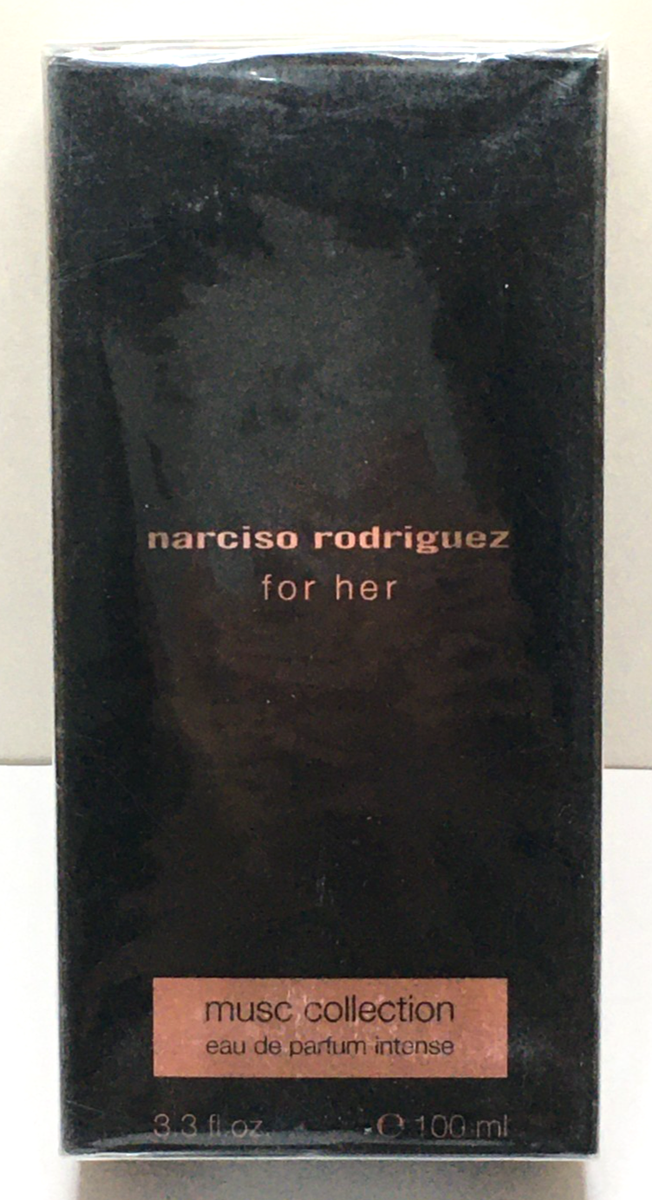 narciso rodriguez
for her
musc collection
eau de parfum intense
3.3 fl.oz. ℮ 100 ml